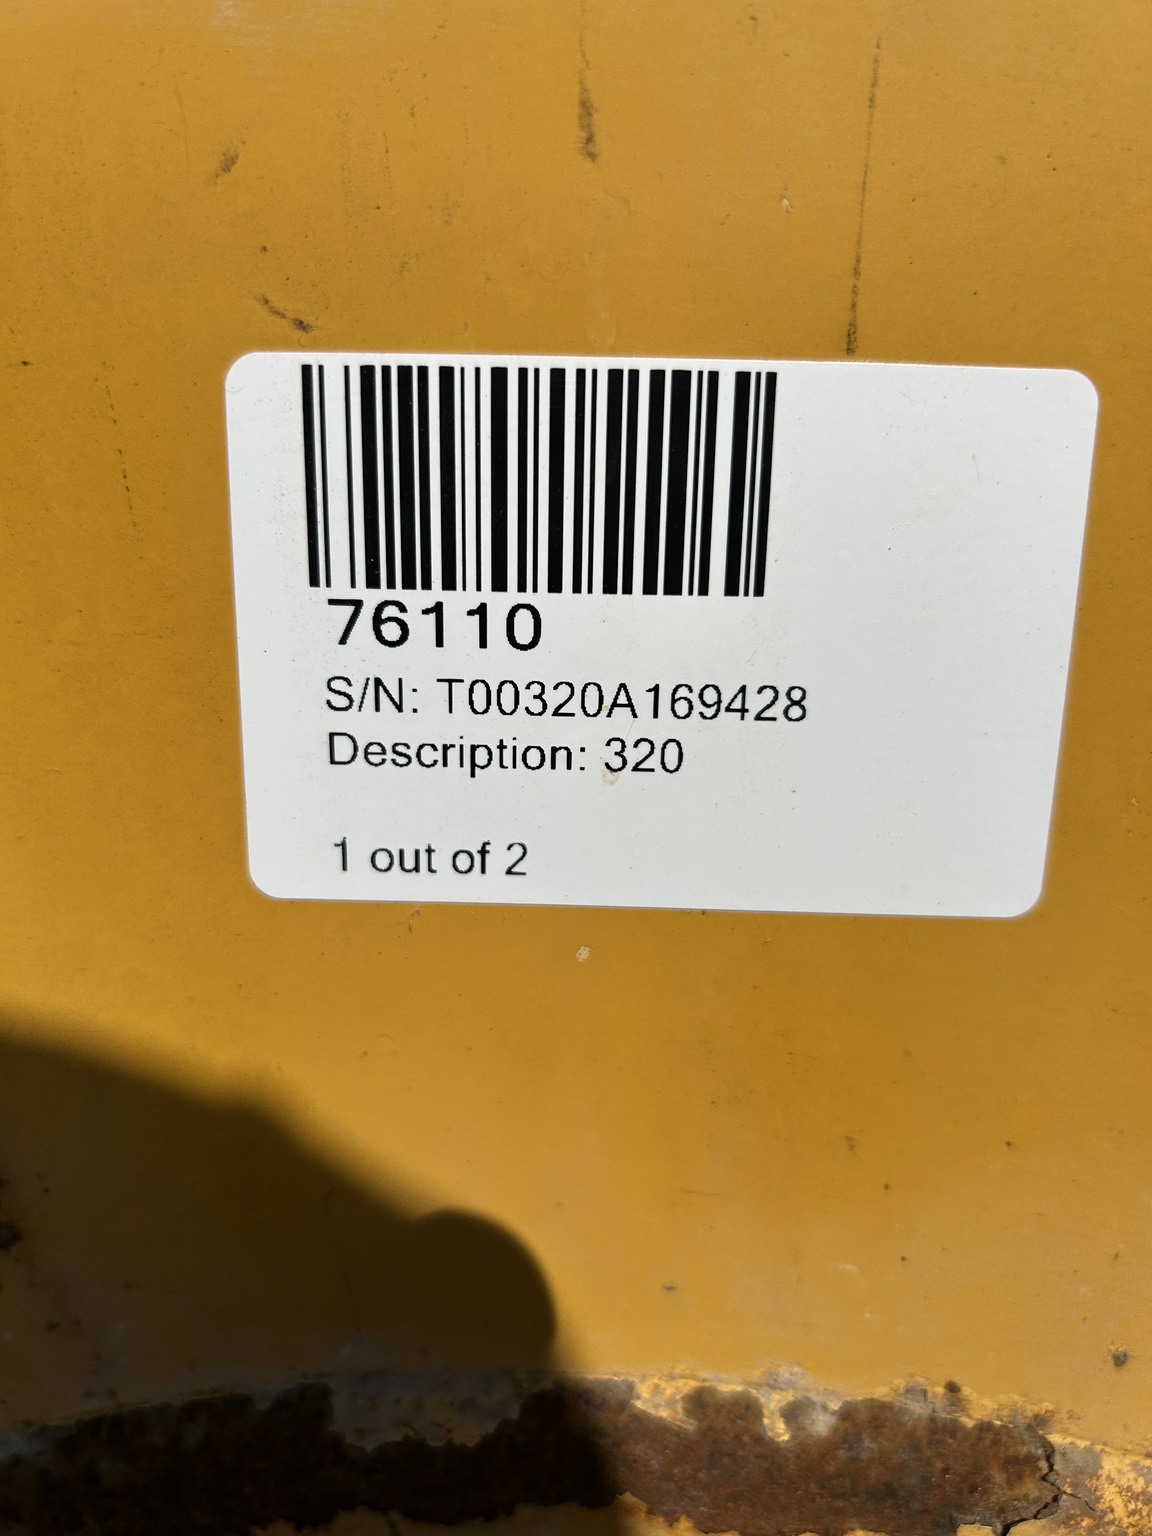 76110
S/N: T00320A169428
Description: 320
1 out of 2